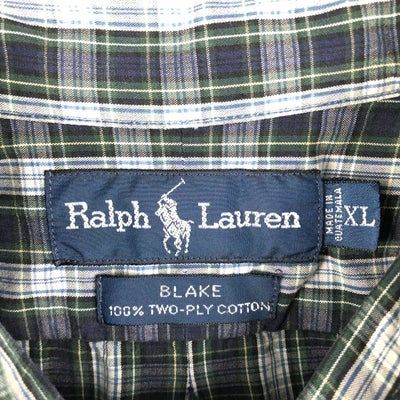 Ralph Lauren
MADE IN
GUATEMALA
XL
BLAKE
100% TWO-PLY COTTON